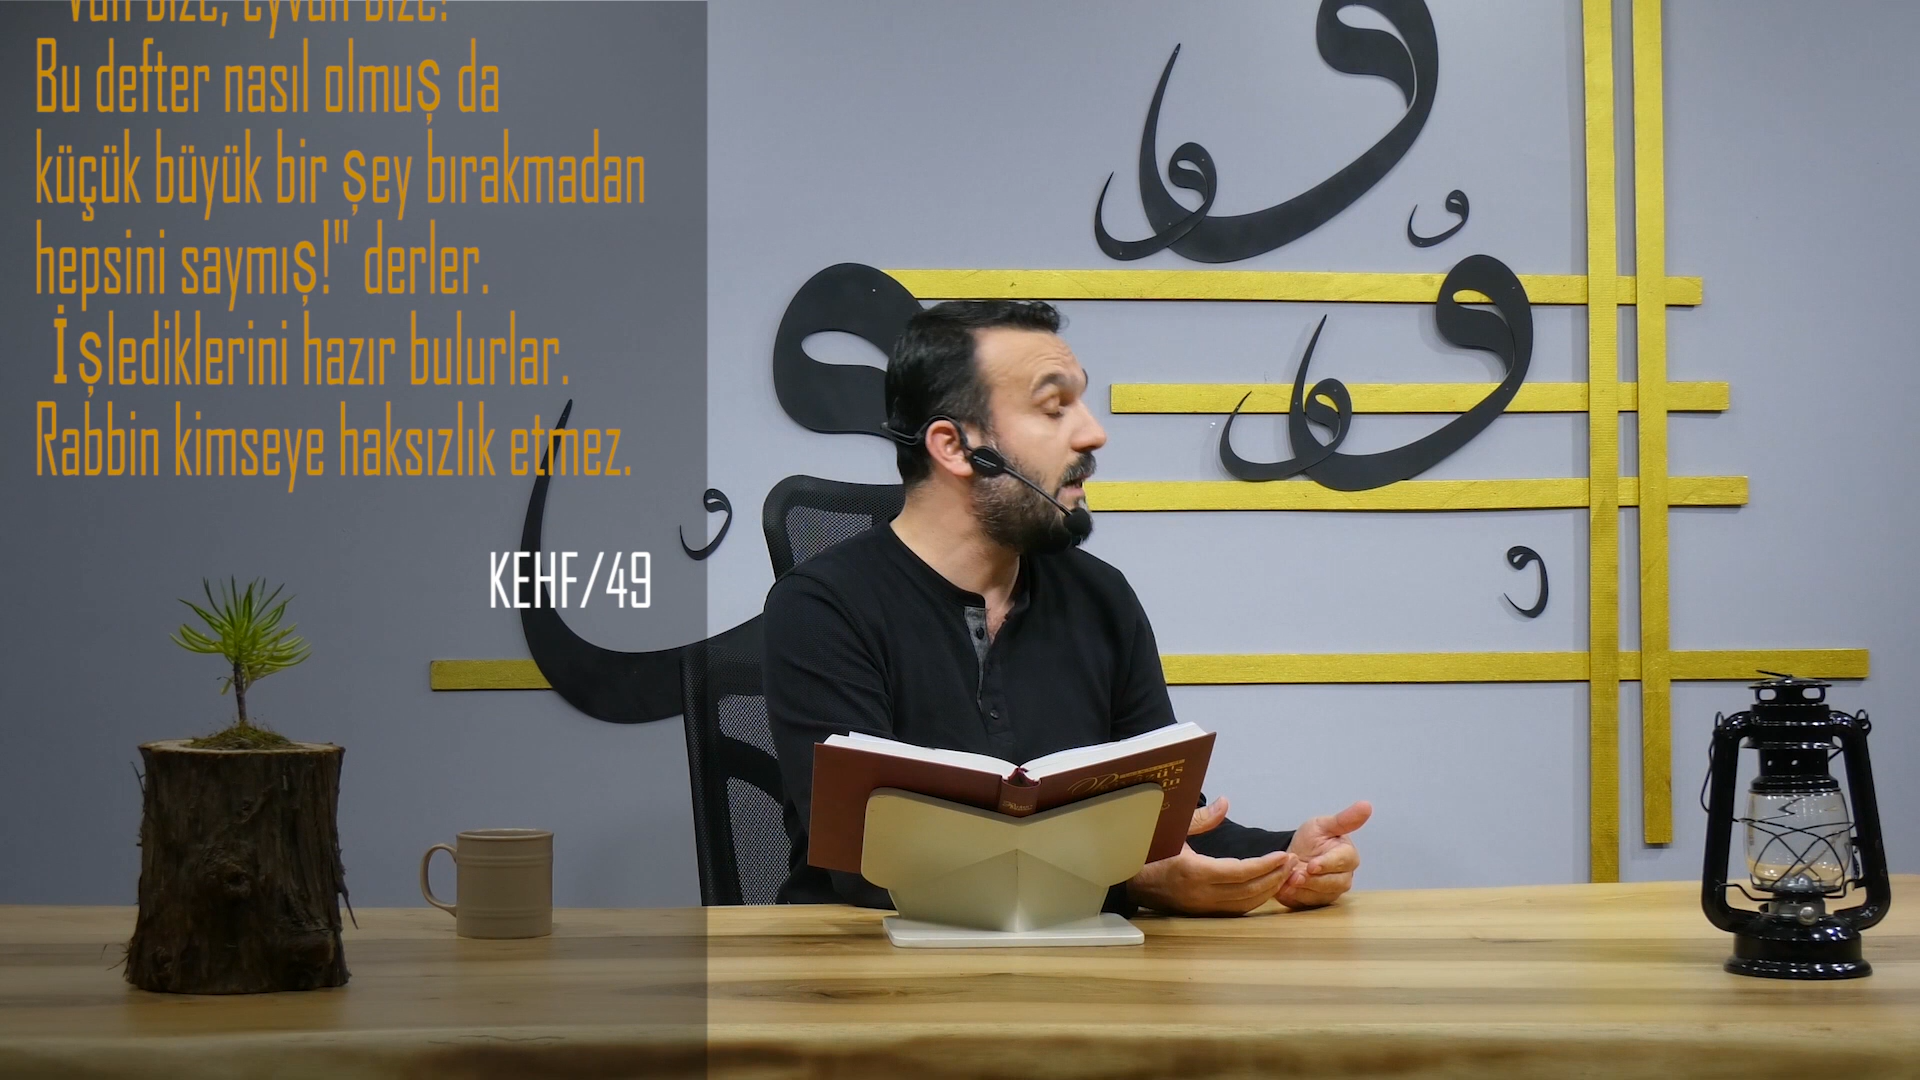 Bu defter nasıl olmuş da
küçük büyük bir şey bırakmadan
hepsini saymış!" derler.
İşlediklerini hazır bulurlar.
Rabbin kimseye haksızlık etmez.
KEHF/49